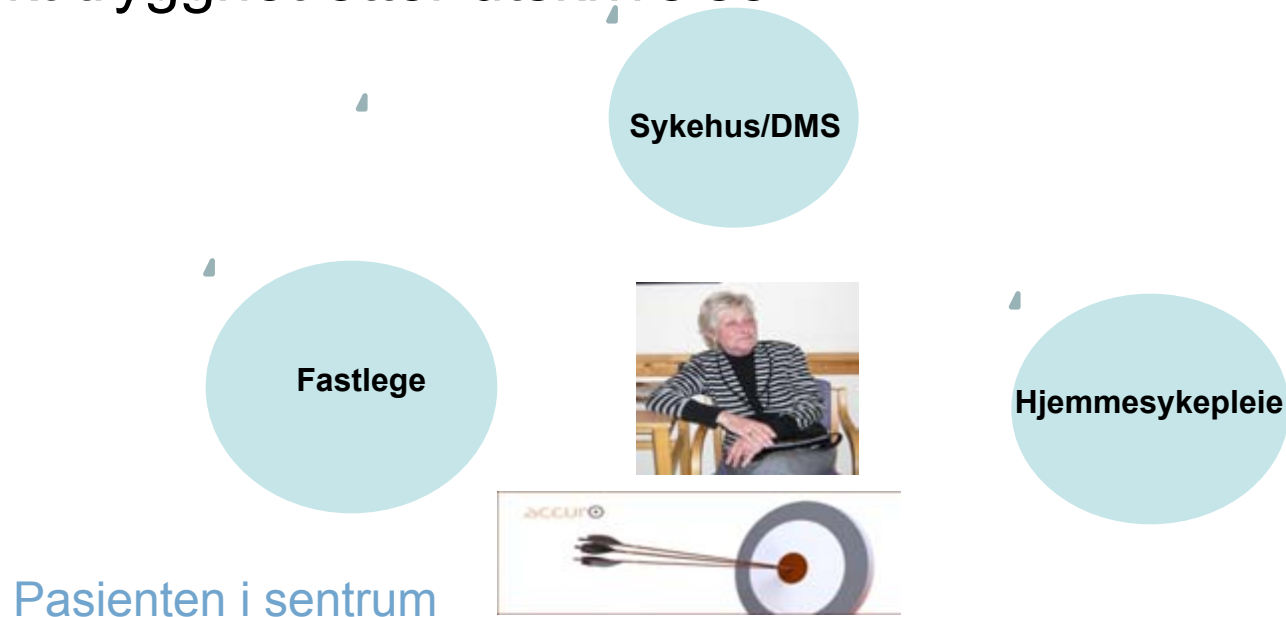 Sykehus/DMS
Fastlege
Hjemmesykepleie
accuro
Pasienten i sentrum